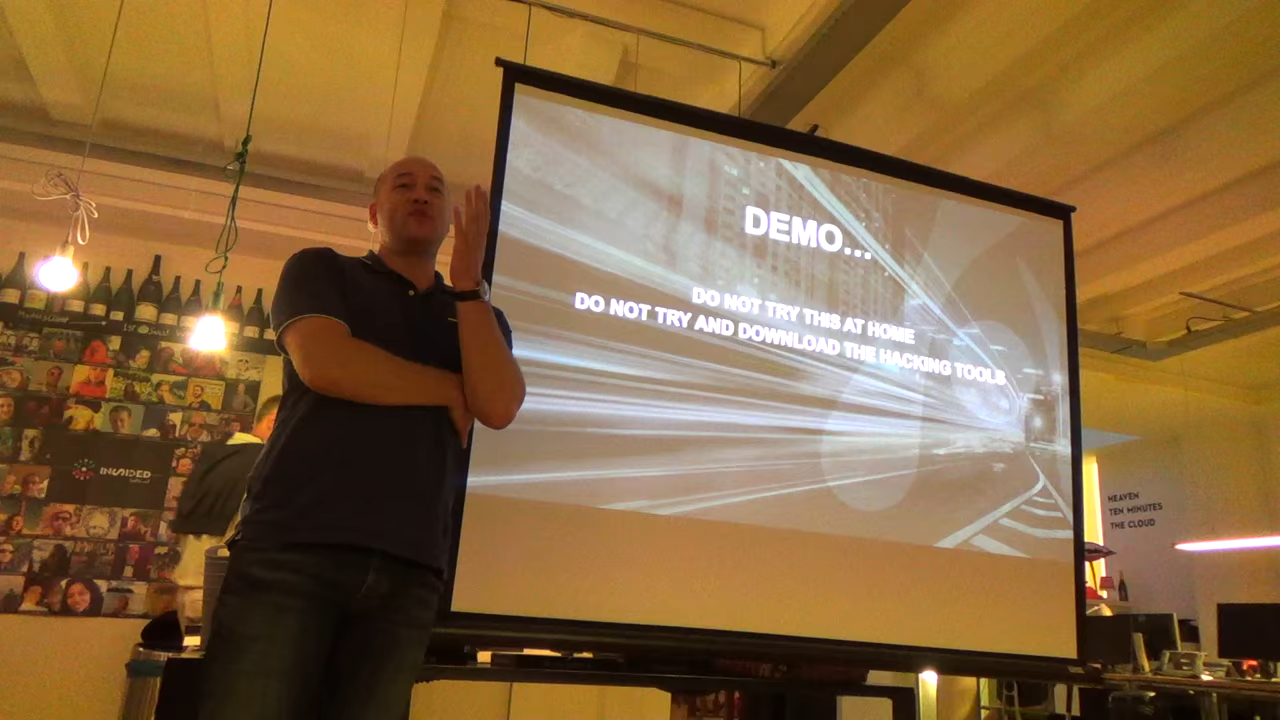 DEMO...
DO NOT TRY THIS AT HOME
DO NOT TRY AND DOWNLOAD THE HACKING TOOLS
INSIDED
HEAVEN
TEN MINUTES
THE CLOUD